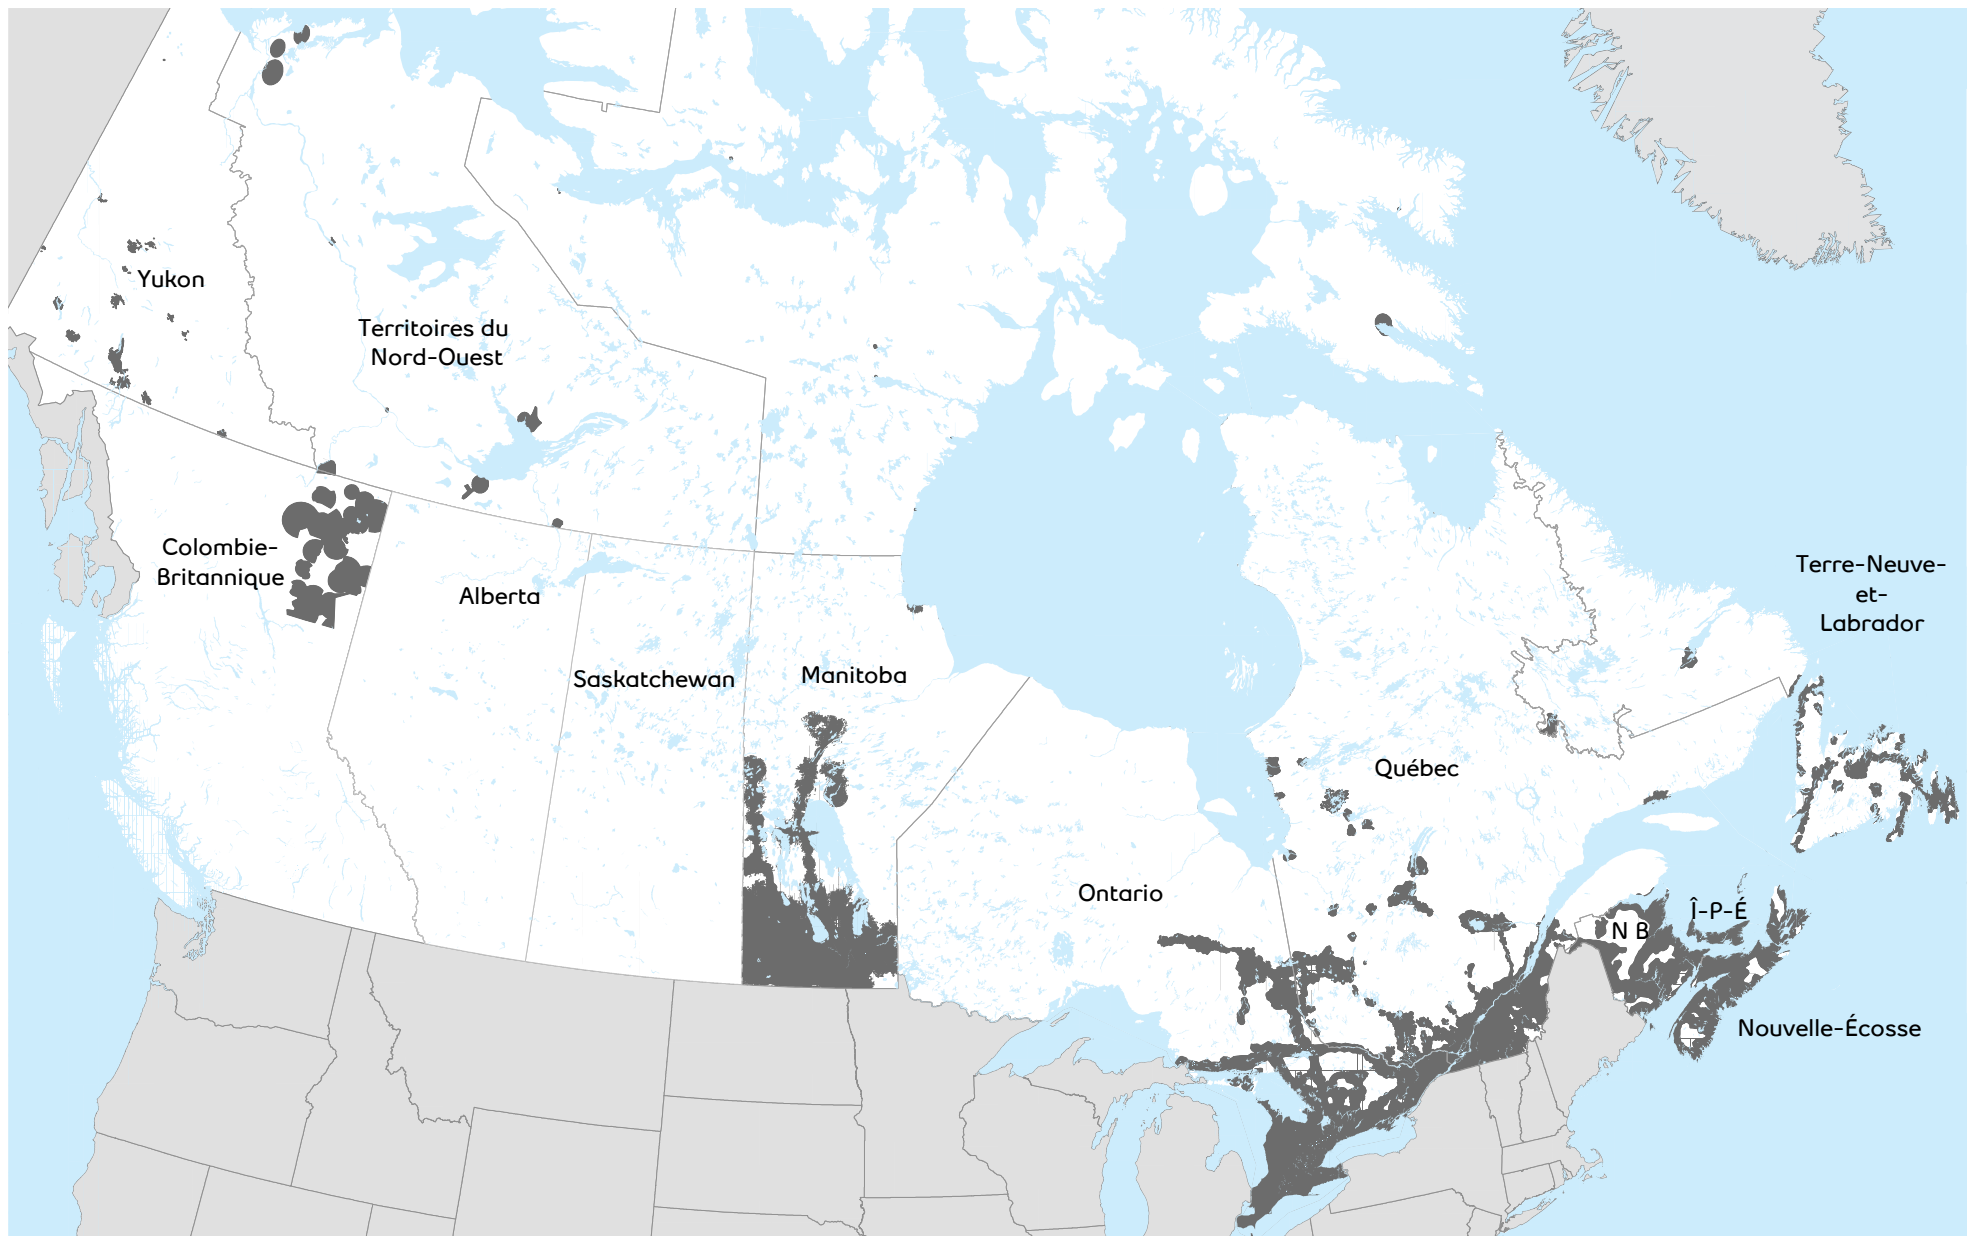 Yukon
Territoires du
Nord-Ouest
Colombie-
Britannique
Alberta
Saskatchewan
Manitoba
Ontario
Québec
Terre-Neuve-
et-
Labrador
Î-P-É
N B
Nouvelle-Écosse